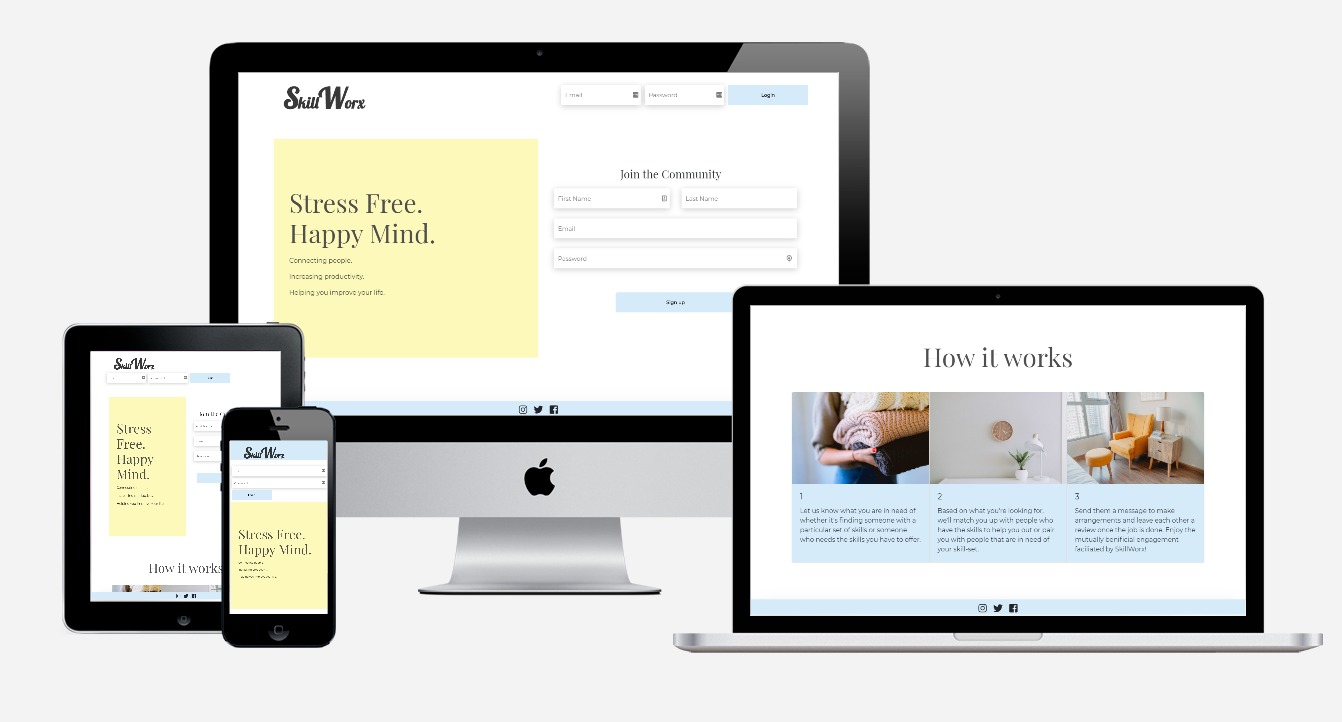 SkillWorx
Email
Password
Login
Stress Free.
Happy Mind.
Connecting people.
Increasing productivity.
Helping you improve your life.
Join the Community
First Name
Last Name
Email
Password
Sign up
SkillWorx
Stress
Free.
Happy
Mind.
Join the C
How it works
SkillWorx
Stress Free.
Happy Mind.
How it works
1
Let us know what you are in need of
whether it's finding someone with a
particular set of skills or someone
who needs the skills you have to offer.
2
Based on what you're looking for,
we'll match you up with people who
have the skills to help you out or pair
you with people that are in need of
your skill-set.
3
Send them a message to make
arrangements and leave each other a
review once the job is done. Enjoy the
mutually benificial engagement
faciliated by SkillWorx!